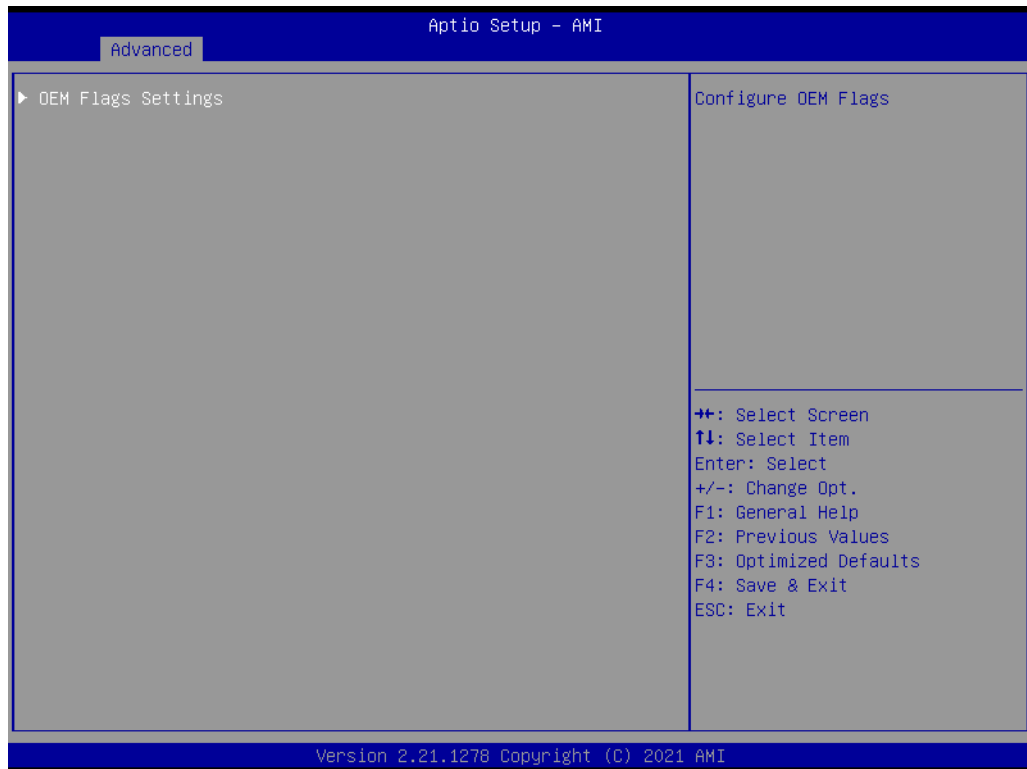 Aptio Setup – AMI
Advanced
▶ OEM Flags Settings
Configure OEM Flags
→←: Select Screen
↑↓: Select Item
Enter: Select
+/-: Change Opt.
F1: General Help
F2: Previous Values
F3: Optimized Defaults
F4: Save & Exit
ESC: Exit
Version 2.21.1278 Copyright (C) 2021 AMI